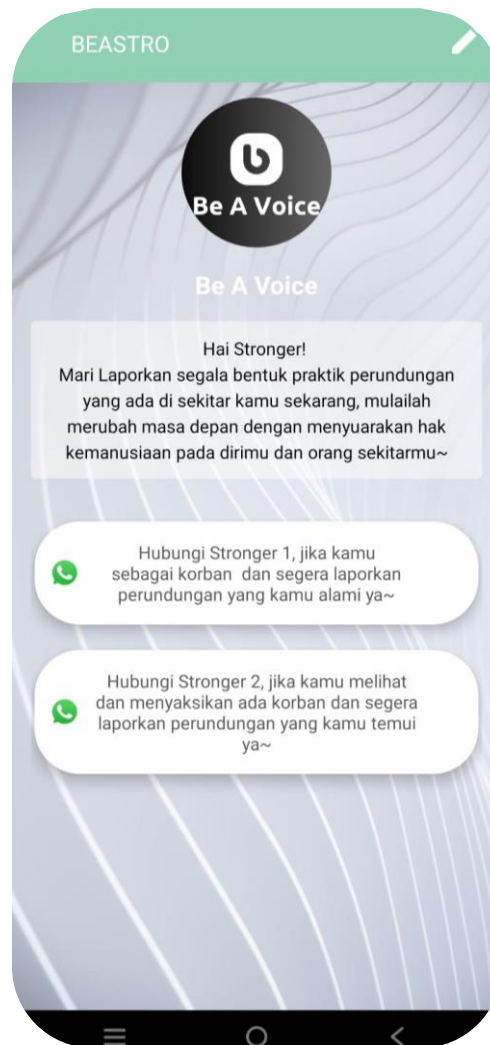 BEASTRO
b
Be A Voice
Be A Voice
Hai Stronger!
Mari Laporkan segala bentuk praktik perundungan
yang ada di sekitar kamu sekarang, mulailah
merubah masa depan dengan menyuarakan hak
kemanusiaan pada dirimu dan orang sekitarmu~
Hubungi Stronger 1, jika kamu
sebagai korban dan segera laporkan
perundungan yang kamu alami ya~
Hubungi Stronger 2, jika kamu melihat
dan menyaksikan ada korban dan segera
laporkan perundungan yang kamu temui
ya~